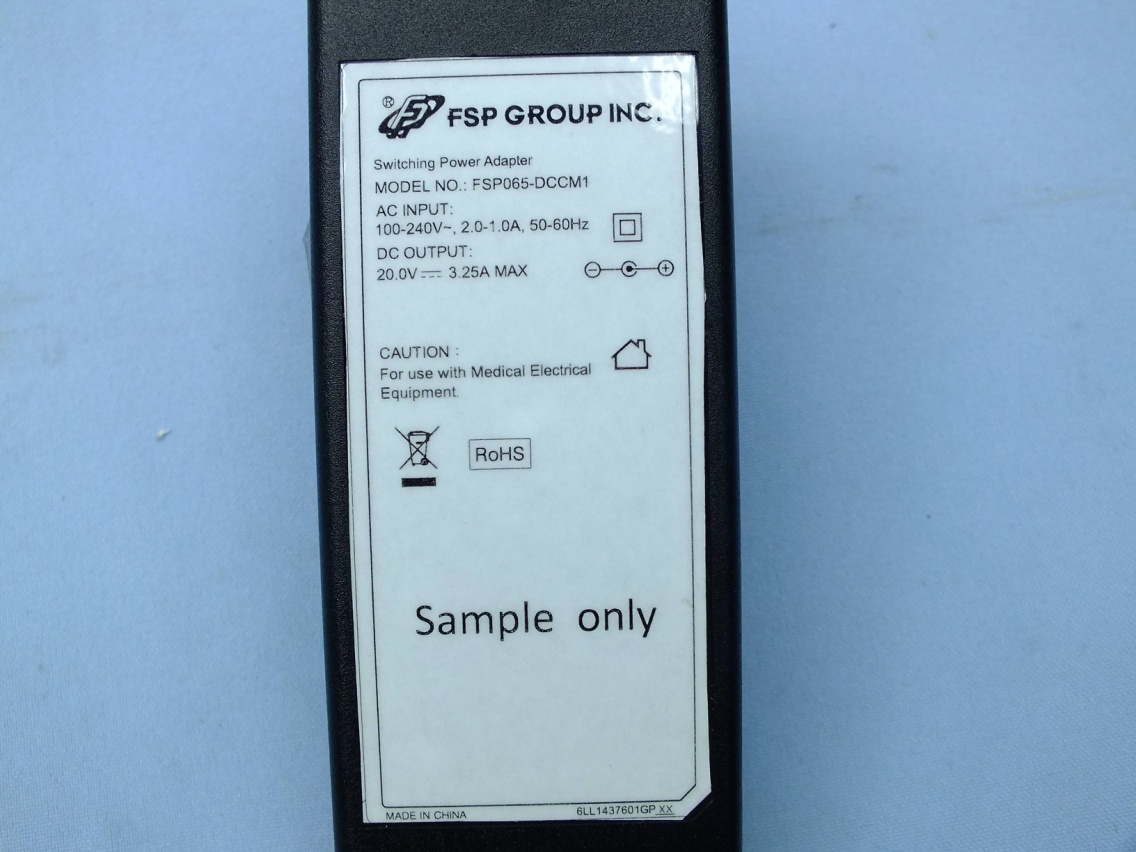 ® FSP GROUP INC.
Switching Power Adapter
MODEL NO.: FSP065-DCCM1
AC INPUT:
100-240V~, 2.0-1.0A, 50-60Hz
DC OUTPUT:
20.0V⎓ 3.25A MAX
CAUTION :
For use with Medical Electrical
Equipment.
RoHS
Sample only
MADE IN CHINA 6LL1437601GP XX